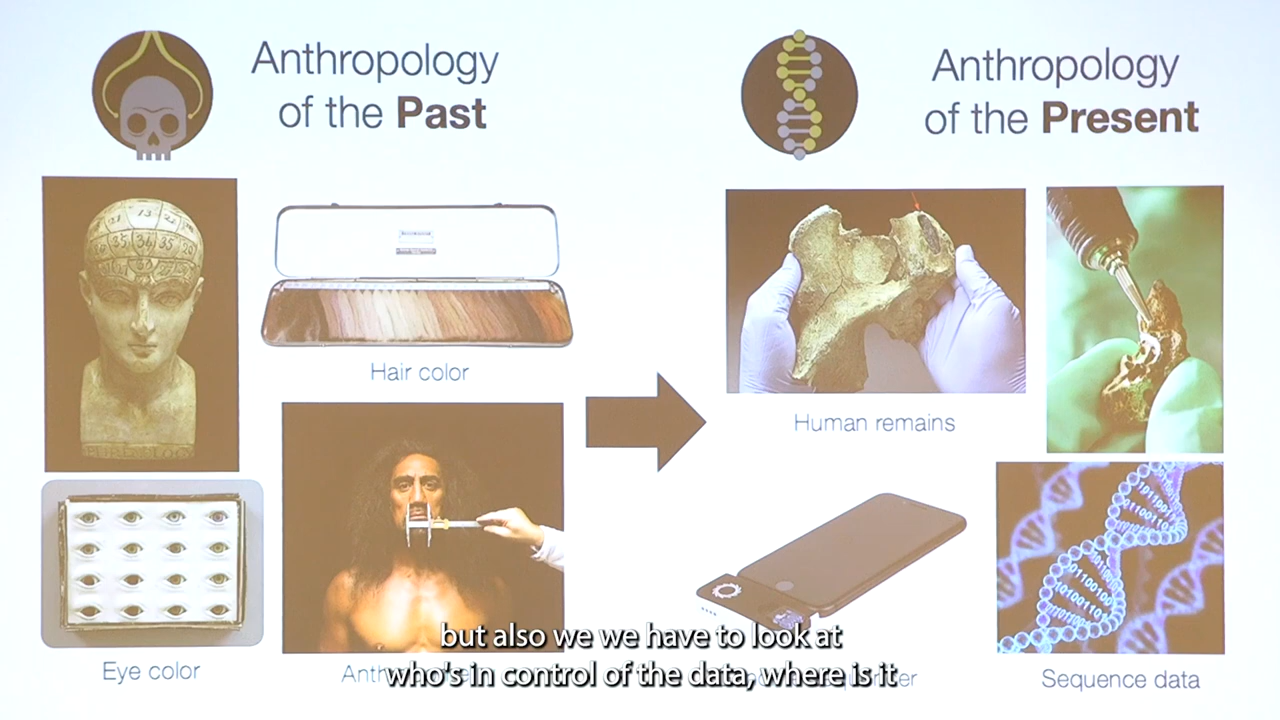 Anthropology
of the Past
Anthropology
of the Present
Hair color
Human remains
Eye color
Sequence data
but also we we have to look at
who's in control of the data, where is it